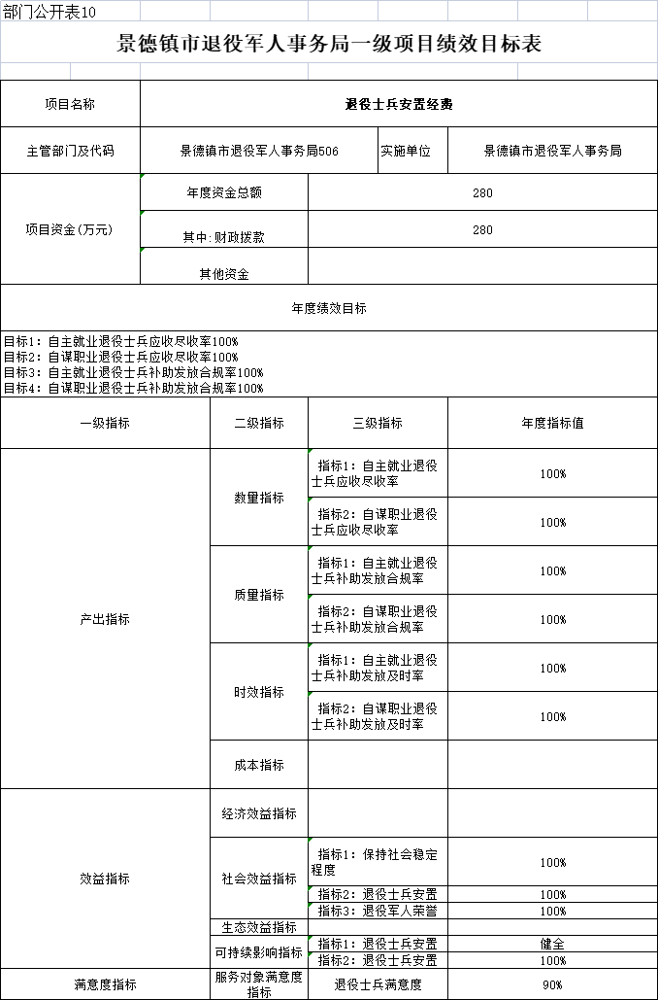 部门公开表10
景德镇市退役军人事务局一级项目绩效目标表
项目名称 退役士兵安置经费
主管部门及代码 景德镇市退役军人事务局506 实施单位 景德镇市退役军人事务局
项目资金(万元) 年度资金总额 280
其中:财政拨款 280
其他资金
年度绩效目标
目标1：自主就业退役士兵应收尽收率100%
目标2：自谋职业退役士兵应收尽收率100%
目标3：自主就业退役士兵补助发放合规率100%
目标4：自谋职业退役士兵补助发放合规率100%
一级指标 二级指标 三级指标 年度指标值
产出指标
数量指标
指标1：自主就业退役
士兵应收尽收率
100%
指标2：自谋职业退役
士兵应收尽收率
100%
质量指标
指标1：自主就业退役
士兵补助发放合规率
100%
指标2：自谋职业退役
士兵补助发放合规率
100%
时效指标
指标1：自主就业退役
士兵补助发放及时率
100%
指标2：自谋职业退役
士兵补助发放及时率
100%
成本指标
效益指标
经济效益指标
社会效益指标
指标1：保持社会稳定
程度
100%
指标2：退役士兵安置 100%
指标3：退役军人荣誉 100%
生态效益指标
可持续影响指标
指标1：退役士兵安置 健全
指标2：退役士兵安置 100%
满意度指标
服务对象满意度
指标
退役士兵满意度 90%